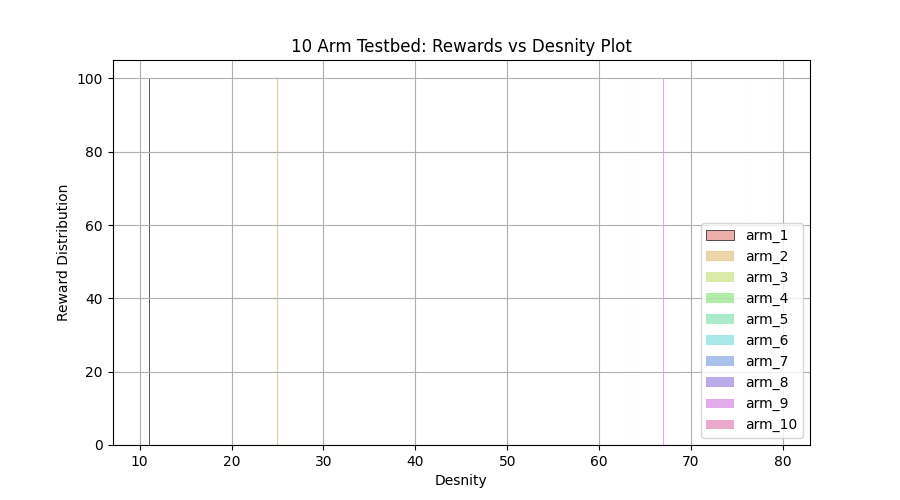 10 Arm Testbed: Rewards vs Desnity Plot
Reward Distribution
100
80
60
40
20
0
10 20 30 40 50 60 70 80
Desnity
arm_1
arm_2
arm_3
arm_4
arm_5
arm_6
arm_7
arm_8
arm_9
arm_10